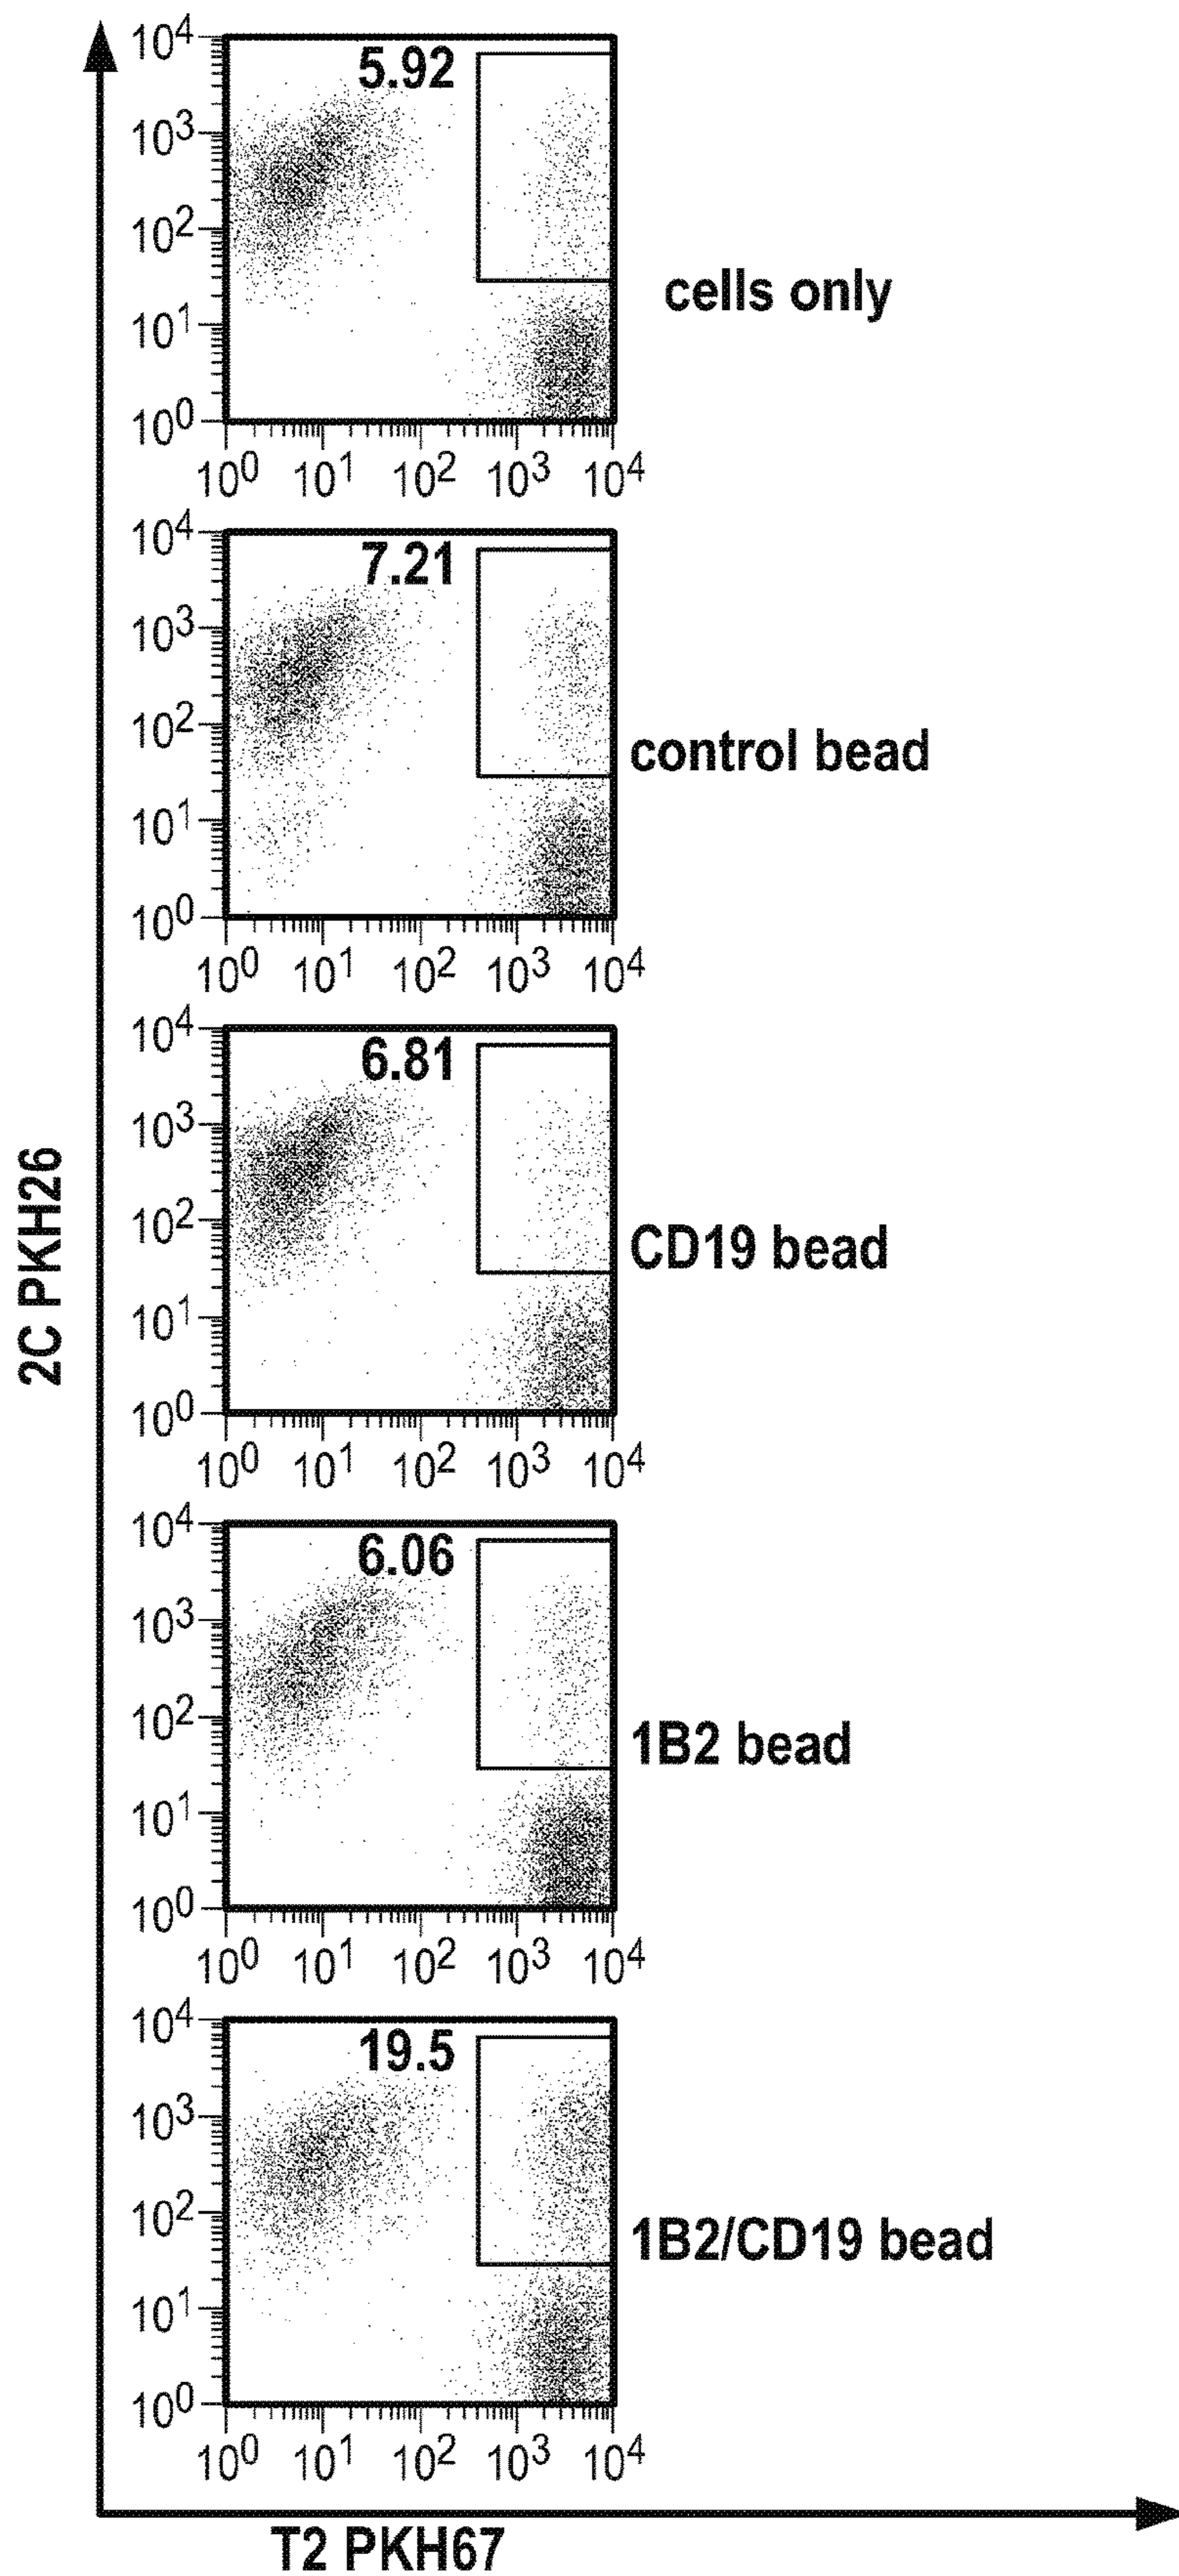 10⁴
5.92
10³
10²
cells only
10¹
10⁰
10⁰ 10¹ 10² 10³ 10⁴
10⁴
7.21
10³
10²
control bead
10¹
10⁰
10⁰ 10¹ 10² 10³ 10⁴
10⁴
6.81
10³
2C PKH26
10²
CD19 bead
10¹
10⁰
10⁰ 10¹ 10² 10³ 10⁴
10⁴
6.06
10³
10²
1B2 bead
10¹
10⁰
10⁰ 10¹ 10² 10³ 10⁴
10⁴
19.5
10³
10²
1B2/CD19 bead
10¹
10⁰
10⁰ 10¹ 10² 10³ 10⁴
T2 PKH67